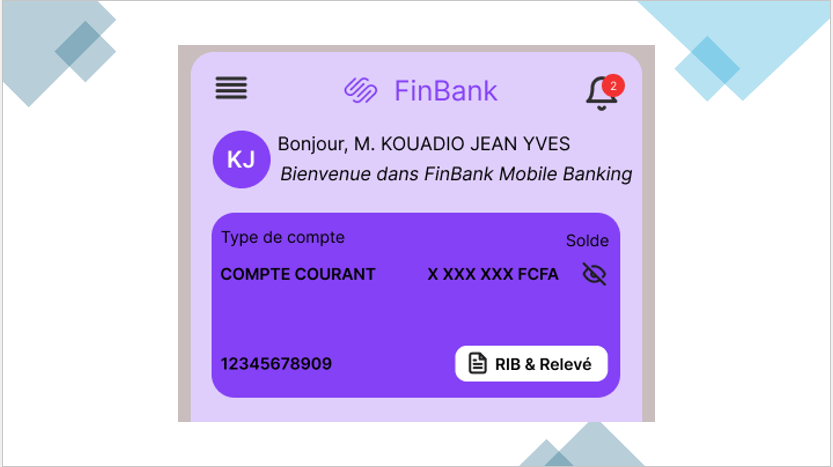 FinBank
2
KJ
Bonjour, M. KOUADIO JEAN YVES
Bienvenue dans FinBank Mobile Banking
Type de compte
Solde
COMPTE COURANT
X XXX XXX FCFA
12345678909
RIB & Relevé